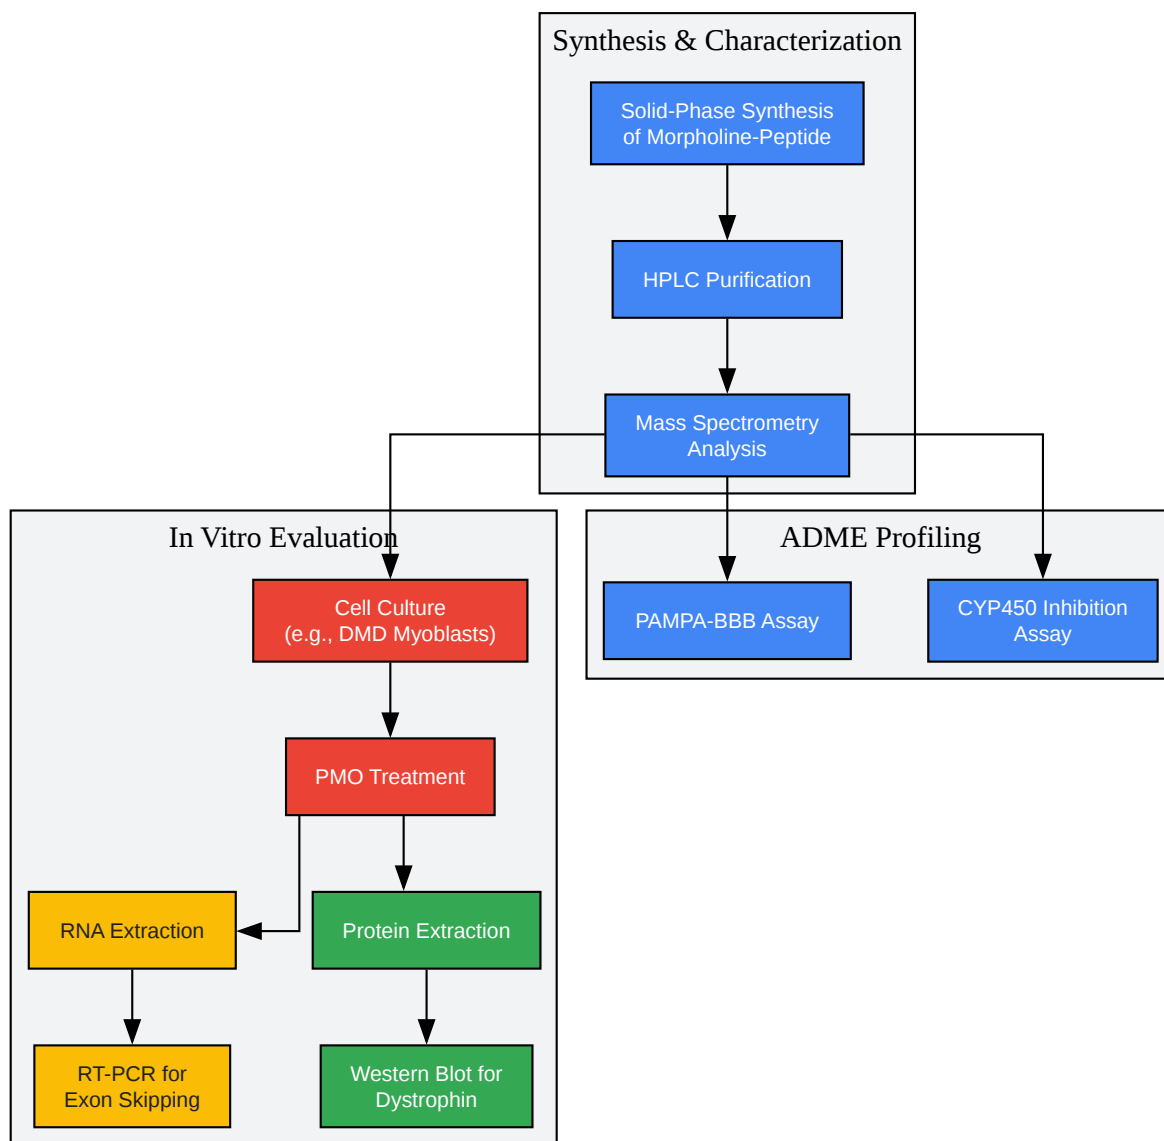 Synthesis & Characterization
Solid-Phase Synthesis
of Morpholine-Peptide
HPLC Purification
Mass Spectrometry
Analysis
In Vitro Evaluation
Cell Culture
(e.g., DMD Myoblasts)
PMO Treatment
RNA Extraction
Protein Extraction
RT-PCR for
Exon Skipping
Western Blot for
Dystrophin
ADME Profiling
PAMPA-BBB Assay
CYP450 Inhibition
Assay